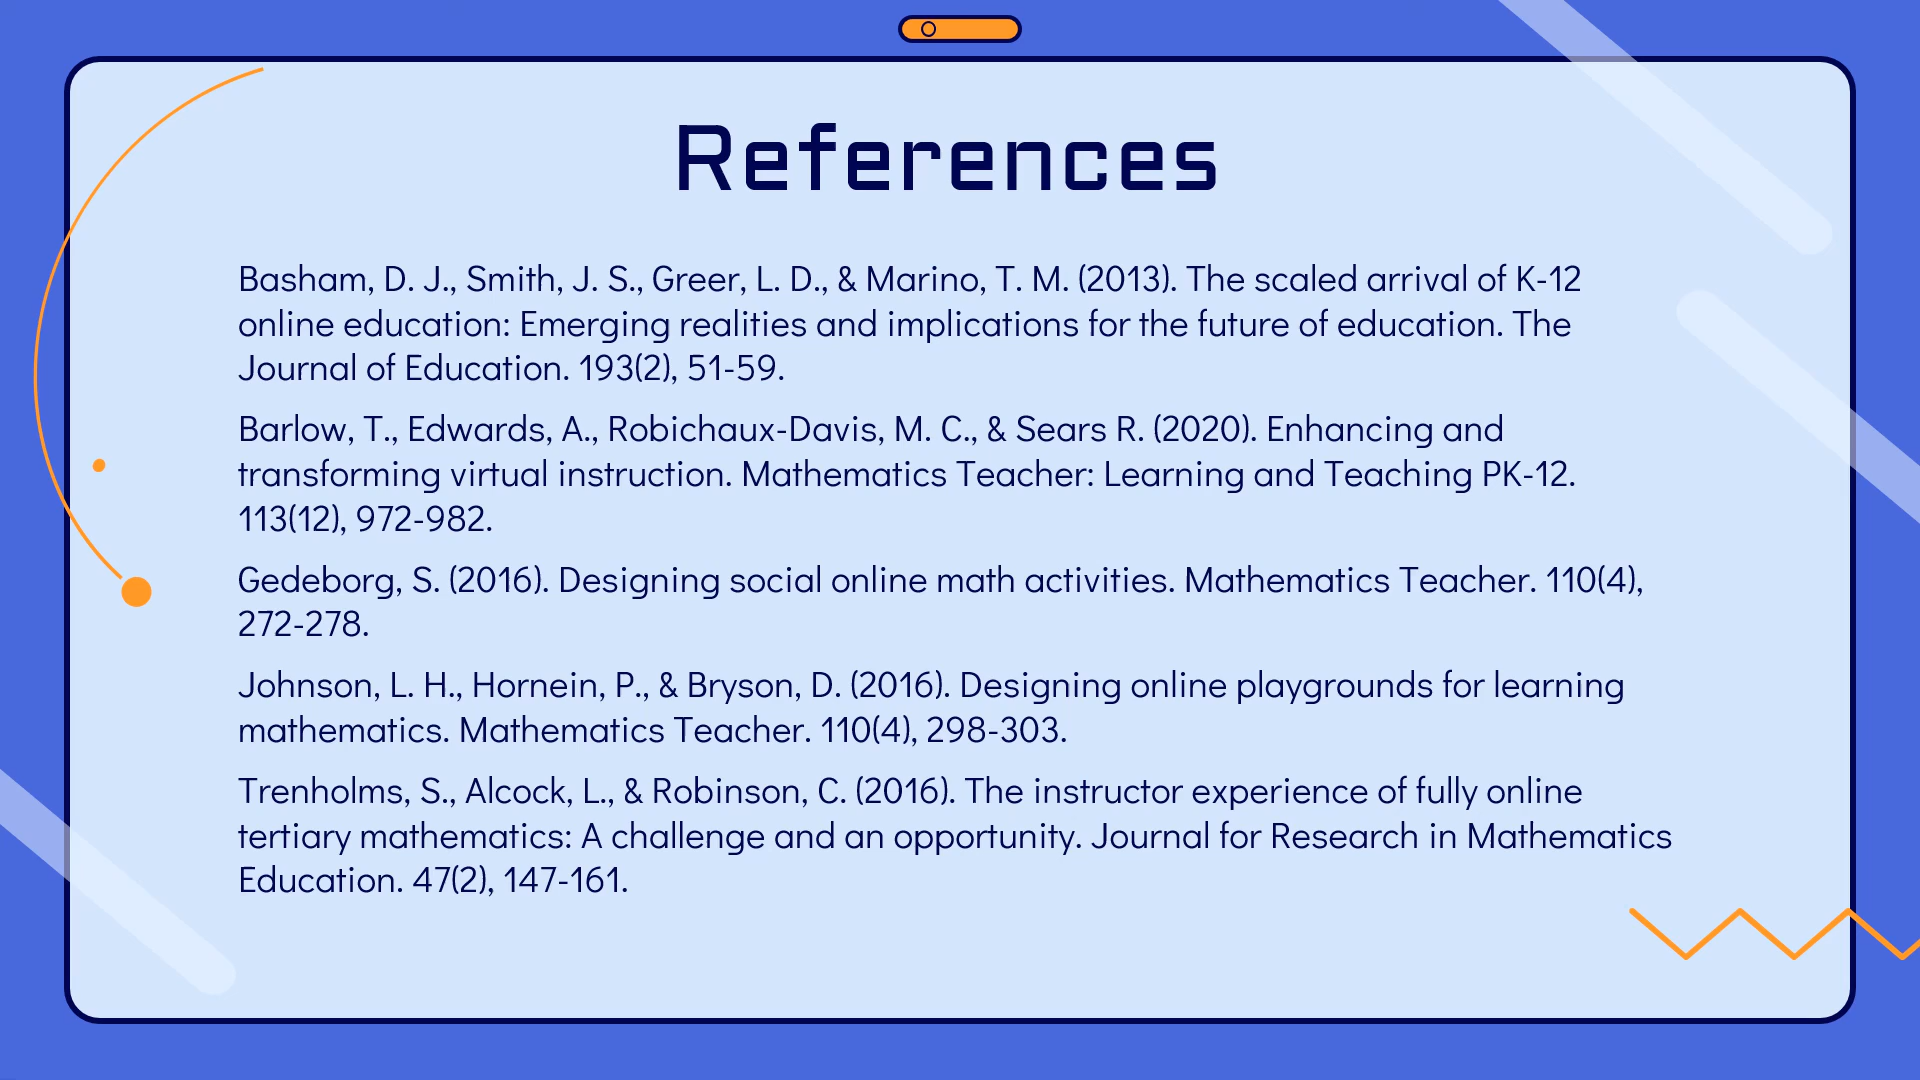 References
Basham, D. J., Smith, J. S., Greer, L. D., & Marino, T. M. (2013). The scaled arrival of K-12
online education: Emerging realities and implications for the future of education. The
Journal of Education. 193(2), 51-59.
Barlow, T., Edwards, A., Robichaux-Davis, M. C., & Sears R. (2020). Enhancing and
transforming virtual instruction. Mathematics Teacher: Learning and Teaching PK-12.
113(12), 972-982.
Gedeborg, S. (2016). Designing social online math activities. Mathematics Teacher. 110(4),
272-278.
Johnson, L. H., Hornein, P., & Bryson, D. (2016). Designing online playgrounds for learning
mathematics. Mathematics Teacher. 110(4), 298-303.
Trenholms, S., Alcock, L., & Robinson, C. (2016). The instructor experience of fully online
tertiary mathematics: A challenge and an opportunity. Journal for Research in Mathematics
Education. 47(2), 147-161.